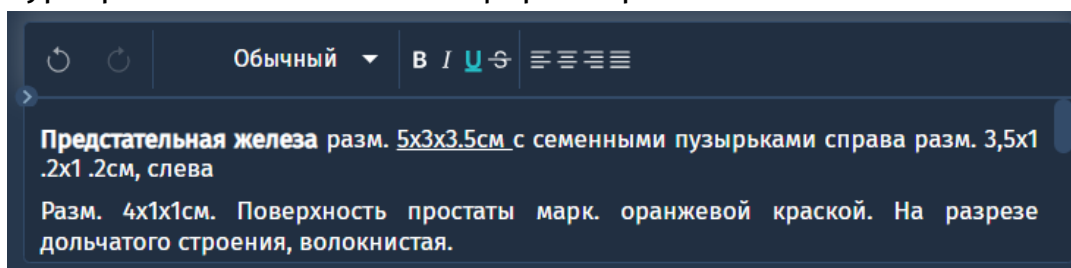 Обычный B I U S
Предстательная железа разм. 5х3х3.5см с семенными пузырьками справа разм. 3,5х1
.2х1 .2см, слева
Разм. 4х1х1см. Поверхность простаты марк. оранжевой краской. На разрезе
дольчатого строения, волокнистая.